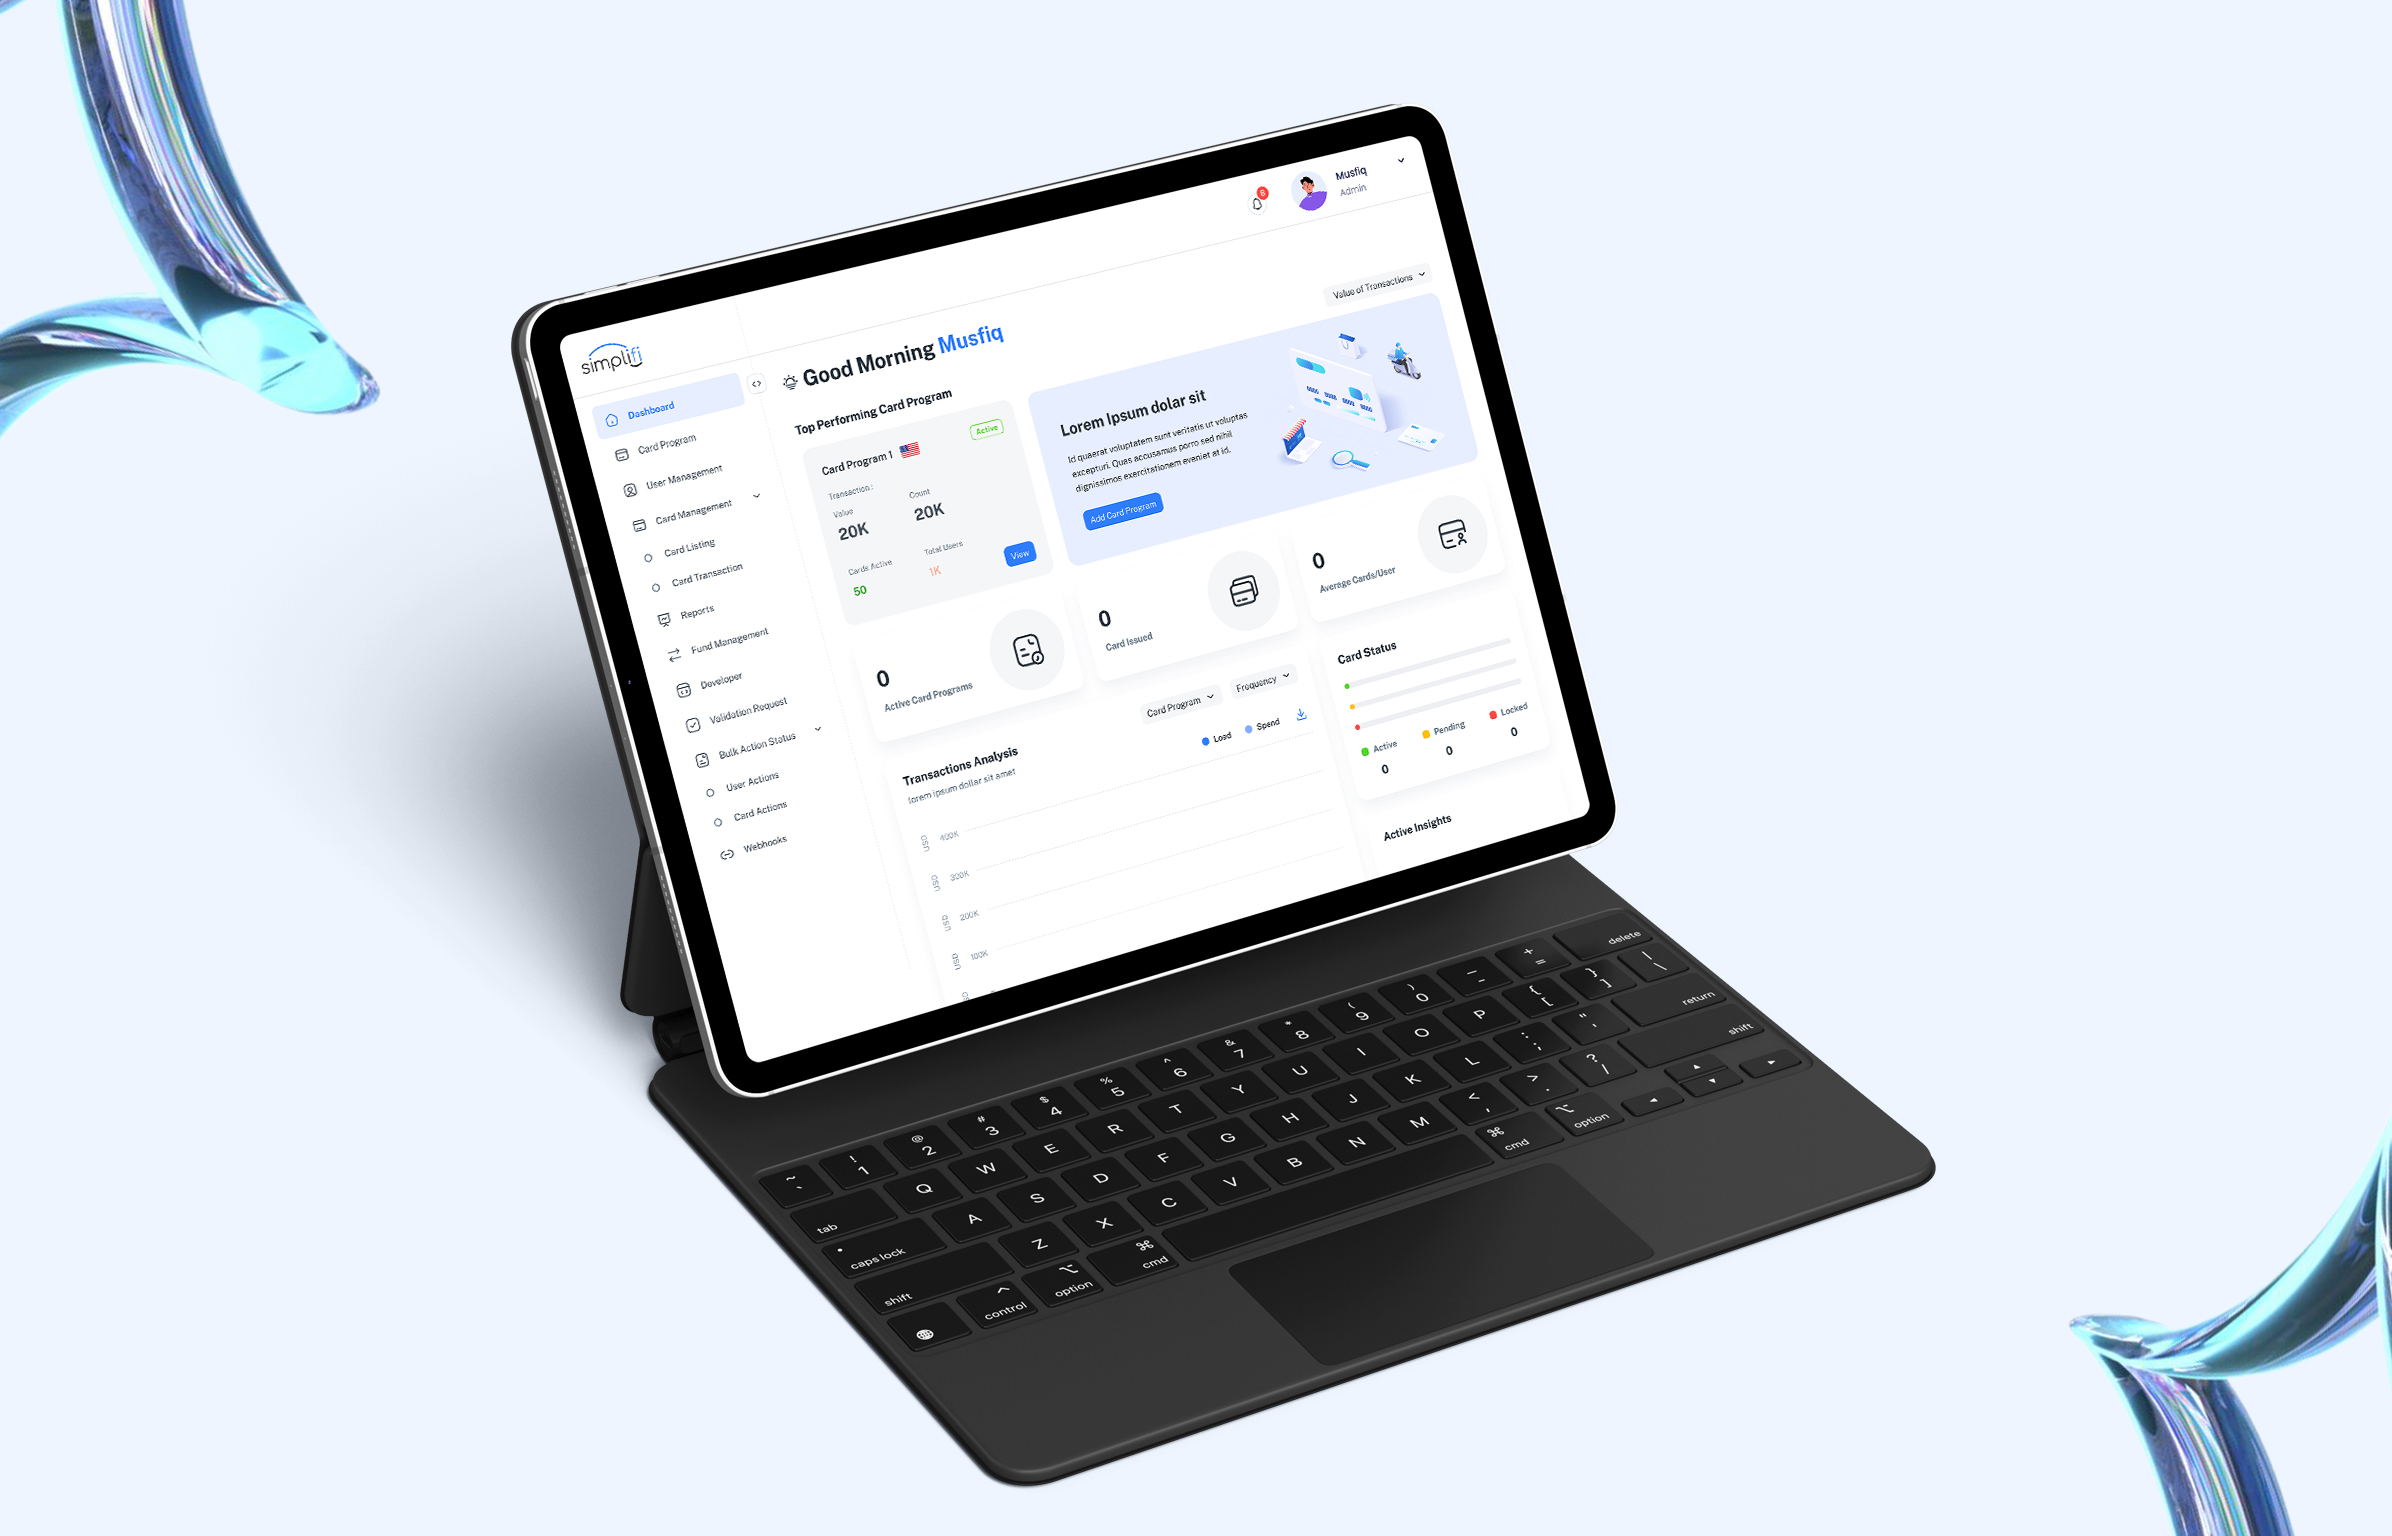 Musfiq
Admin
8
Value of Transactions
simplifi
Good Morning Musfiq
Dashboard
Card Program
User Management
Card Management
Card Listing
Card Transaction
Reports
Fund Management
Developer
Validation Request
Bulk Action Status
User Actions
Card Actions
Webhooks
Top Performing Card Program
Card Program 1
Active
Transaction :
Value
Count
20K
20K
Cards Active
Total Users
50
1K
View
Lorem Ipsum dolar sit
Id quaerat voluptatem sunt veritatis ut voluptas
excepturi. Quas accusamus porro sed nihil
dignissimos exercitationem eveniet at id.
Add Card Program
0
Active Card Programs
0
Card Issued
0
Average Cards/User
Card Program
Frequency
Load
Spend
Transactions Analysis
lorem ipsum dollar sit amet
USD 400K
USD 300K
USD 200K
USD 100K
Card Status
Active
Pending
Locked
0
0
0
Active Insights
~ ! @ # $ % ^ & * ( ) _ +
` 1 2 3 4 5 6 7 8 9 0 - = delete
tab Q W E R T Y U I O P { [ } ] | \
caps lock A S D F G H J K L : ; " ' return
shift Z X C V B N M < , > . ? / shift
control option cmd cmd option